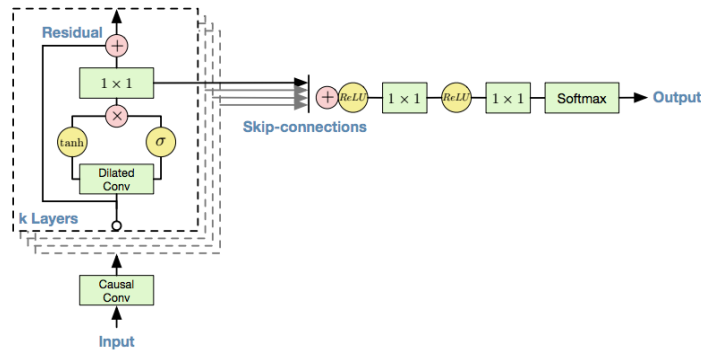 Residual
+
1 × 1
×
tanh
σ
Dilated
Conv
k Layers
Causal
Conv
Input
Skip-connections
+
ReLU
1 × 1
ReLU
1 × 1
Softmax
Output